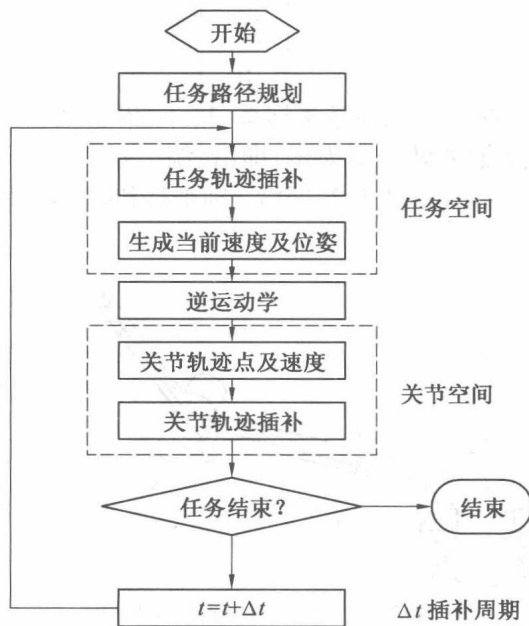 开始
任务路径规划
任务轨迹插补
生成当前速度及位姿
任务空间
逆运动学
关节轨迹点及速度
关节轨迹插补
关节空间
任务结束？
结束
t=t+Δt
Δt 插补周期